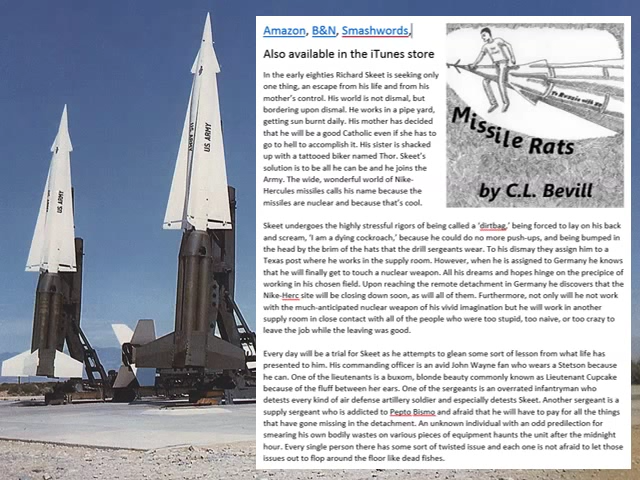 Amazon, B&N, Smashwords,
Also available in the iTunes store
In the early eighties Richard Skeet is seeking only
one thing, an escape from his life and from his
mother's control. His world is not dismal, but
bordering upon dismal. He works in a pipe yard,
getting sun burnt daily. His mother has decided
that he will be a good Catholic even if she has to
go to hell to accomplish it. His sister is shacked
up with a tattooed biker named Thor. Skeet's
solution is to be all he can be and he joins the
Army. The wide, wonderful world of Nike-
Hercules missiles calls his name because the
missiles are nuclear and because that's cool.
Missile Rats
by C.L. Bevill
Skeet undergoes the highly stressful rigors of being called a 'dirtbag,' being forced to lay on his back
and scream, 'I am a dying cockroach,' because he could do no more push-ups, and being bumped in
the head by the brim of the hats that the drill sergeants wear. To his dismay they assign him to a
Texas post where he works in the supply room. However, when he is assigned to Germany he knows
that he will finally get to touch a nuclear weapon. All his dreams and hopes hinge on the precipice of
working in his chosen field. Upon reaching the remote detachment in Germany he discovers that the
Nike-Herc site will be closing down soon, as will all of them. Furthermore, not only will he not work
with the much-anticipated nuclear weapon of his vivid imagination but he will work in another
supply room in close contact with all of the people who were too stupid, too naïve, or too crazy to
leave the job while the leaving was good.
Every day will be a trial for Skeet as he attempts to glean some sort of lesson from what life has
presented to him. His commanding officer is an avid John Wayne fan who wears a Stetson because
he can. One of the lieutenants is a buxom, blonde beauty commonly known as Lieutenant Cupcake
because of the fluff between her ears. One of the sergeants is an overrated infantryman who
detests every kind of air defense artillery soldier and especially detests Skeet. Another sergeant is a
supply sergeant who is addicted to Pepto Bismo and afraid that he will have to pay for all the things
that have gone missing in the detachment. An unknown individual with an odd predilection for
smearing his own bodily wastes on various pieces of equipment haunts the unit after the midnight
hour. Every single person there has some sort of twisted issue and each one is not afraid to let those
issues out to flop around the floor like dead fishes.
US ARMY
US ARMY
US ARMY